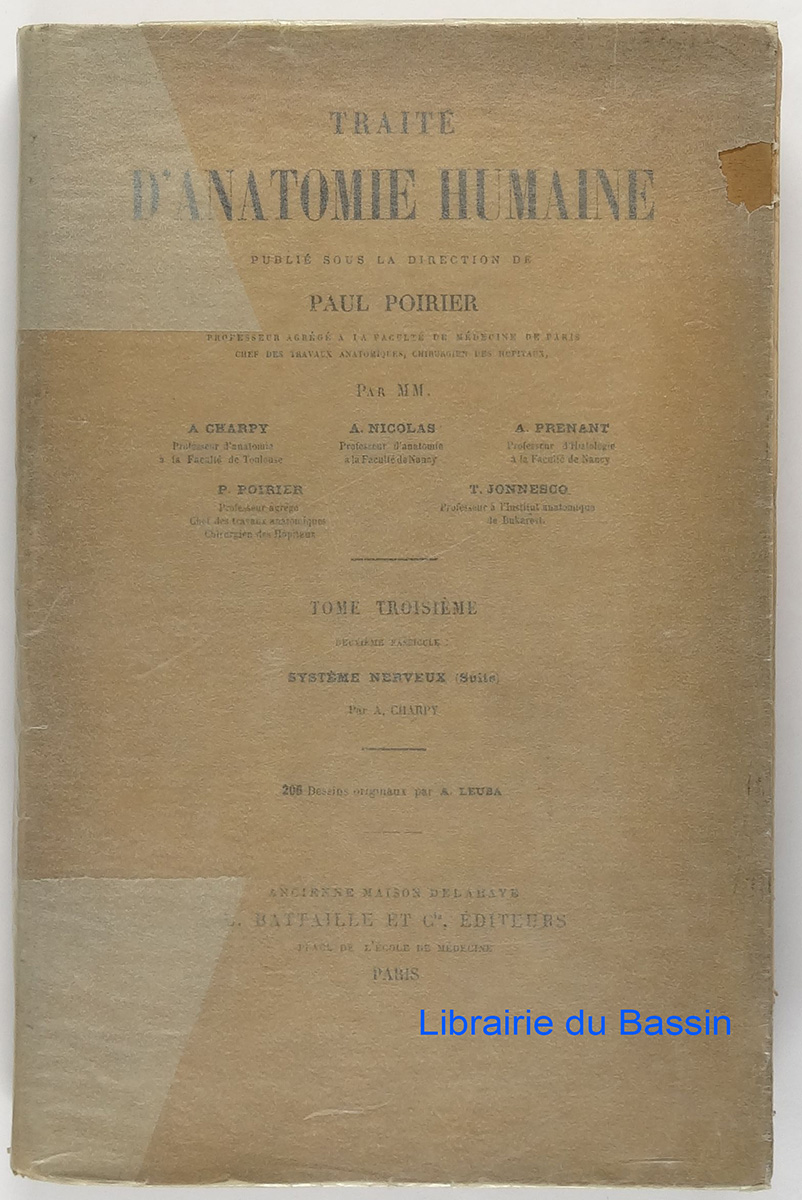 TRAITÉ
D'ANATOMIE HUMAINE
PUBLIÉ SOUS LA DIRECTION DE
PAUL POIRIER
PROFESSEUR AGRÉGÉ A LA FACULTÉ DE MÉDECINE DE PARIS
CHEF DES TRAVAUX ANATOMIQUES, CHIRURGIEN DES HÔPITAUX,
PAR MM.
A CHARPY
Professeur d'anatomie
à la Faculté de Toulouse
A. NICOLAS
Professeur d'anatomie
à la Faculté de Nancy
A. PRENANT
Professeur d'Histologie
à la Faculté de Nancy
P. POIRIER
Professeur agrégé
Chef des travaux anatomiques
Chirurgien des Hôpitaux
T. JONNESCO
Professeur à l'Institut anatomique
de Bukarest.
TOME TROISIÈME
DEUXIÈME FASCICULE :
SYSTÈME NERVEUX (Suite)
Par A. CHARPY
206 Dessins originaux par A. LEUBA
ANCIENNE MAISON DELAHAYE
L. BATTAILLE ET Cie, ÉDITEURS
PLACE DE L'ÉCOLE DE MÉDECINE
PARIS
Librairie du Bassin